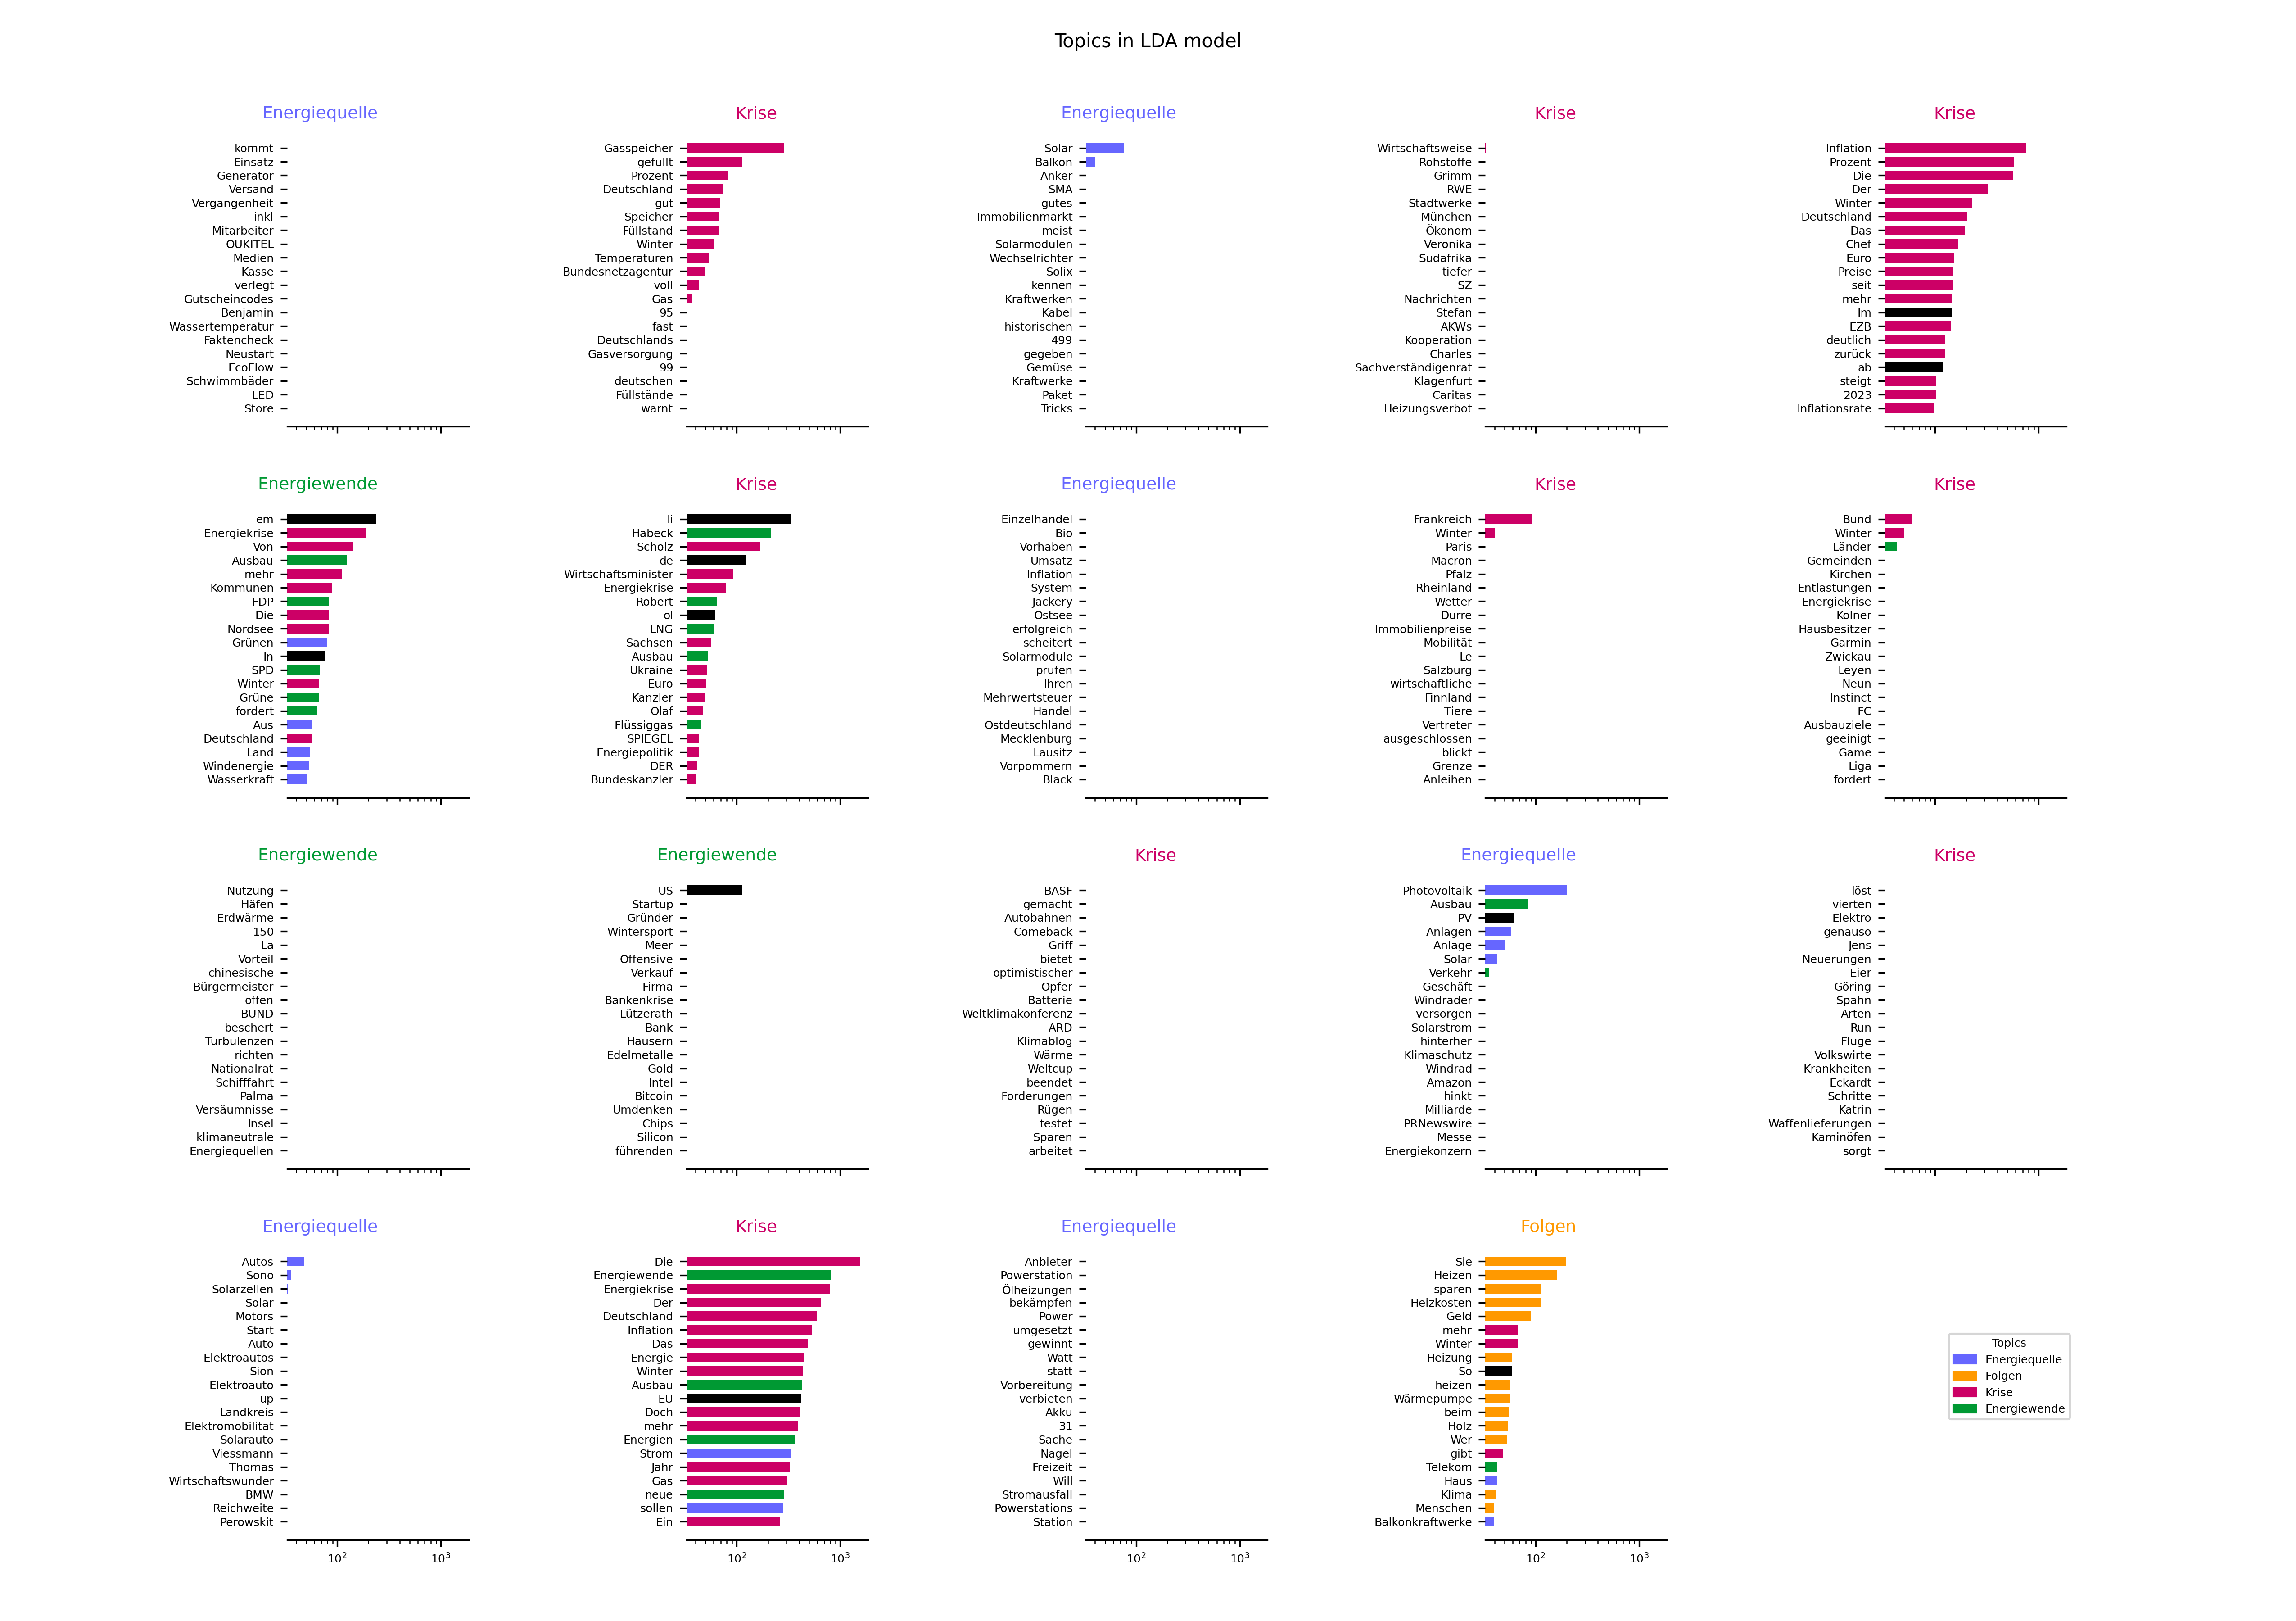 Topics in LDA model
Energiequelle
kommt
Einsatz
Generator
Versand
Vergangenheit
inkl
Mitarbeiter
OUKITEL
Medien
Kasse
verlegt
Gutscheincodes
Benjamin
Wassertemperatur
Faktencheck
Neustart
EcoFlow
Schwimmbäder
LED
Store
Krise
Gasspeicher
gefüllt
Prozent
Deutschland
gut
Speicher
Füllstand
Winter
Temperaturen
Bundesnetzagentur
voll
Gas
95
fast
Deutschlands
Gasversorgung
99
deutschen
Füllstände
warnt
Energiequelle
Solar
Balkon
Anker
SMA
gutes
Immobilienmarkt
meist
Solarmodulen
Wechselrichter
Solix
kennen
Kraftwerken
Kabel
historischen
499
gegeben
Gemüse
Kraftwerke
Paket
Tricks
Krise
Wirtschaftsweise
Rohstoffe
Grimm
RWE
Stadtwerke
München
Ökonom
Veronika
Südafrika
tiefer
SZ
Nachrichten
Stefan
AKWs
Kooperation
Charles
Sachverständigenrat
Klagenfurt
Caritas
Heizungsverbot
Krise
Inflation
Prozent
Die
Der
Winter
Deutschland
Das
Chef
Euro
Preise
seit
mehr
Im
EZB
deutlich
zurück
ab
steigt
2023
Inflationsrate
Energiewende
em
Energiekrise
Von
Ausbau
mehr
Kommunen
FDP
Die
Nordsee
Grünen
In
SPD
Winter
Grüne
fordert
Aus
Deutschland
Land
Windenergie
Wasserkraft
Krise
li
Habeck
Scholz
de
Wirtschaftsminister
Energiekrise
Robert
ol
LNG
Sachsen
Ausbau
Ukraine
Euro
Kanzler
Olaf
Flüssiggas
SPIEGEL
Energiepolitik
DER
Bundeskanzler
Energiequelle
Einzelhandel
Bio
Vorhaben
Umsatz
Inflation
System
Jackery
Ostsee
erfolgreich
scheitert
Solarmodule
prüfen
Ihren
Mehrwertsteuer
Handel
Ostdeutschland
Mecklenburg
Lausitz
Vorpommern
Black
Krise
Frankreich
Winter
Paris
Macron
Pfalz
Rheinland
Wetter
Dürre
Immobilienpreise
Mobilität
Le
Salzburg
wirtschaftliche
Finnland
Tiere
Vertreter
ausgeschlossen
blickt
Grenze
Anleihen
Krise
Bund
Winter
Länder
Gemeinden
Kirchen
Entlastungen
Energiekrise
Kölner
Hausbesitzer
Garmin
Zwickau
Leyen
Neun
Instinct
FC
Ausbauziele
geeinigt
Game
Liga
fordert
Energiewende
Nutzung
Häfen
Erdwärme
150
La
Vorteil
chinesische
Bürgermeister
offen
BUND
beschert
Turbulenzen
richten
Nationalrat
Schifffahrt
Palma
Versäumnisse
Insel
klimaneutrale
Energiequellen
Energiewende
US
Startup
Gründer
Wintersport
Meer
Offensive
Verkauf
Firma
Bankenkrise
Lützerath
Bank
Häusern
Edelmetalle
Gold
Intel
Bitcoin
Umdenken
Chips
Silicon
führenden
Krise
BASF
gemacht
Autobahnen
Comeback
Griff
bietet
optimistischer
Opfer
Batterie
Weltklimakonferenz
ARD
Klimablog
Wärme
Weltcup
beendet
Forderungen
Rügen
testet
Sparen
arbeitet
Energiequelle
Photovoltaik
Ausbau
PV
Anlagen
Anlage
Solar
Verkehr
Geschäft
Windräder
versorgen
Solarstrom
hinterher
Klimaschutz
Windrad
Amazon
hinkt
Milliarde
PRNewswire
Messe
Energiekonzern
Krise
löst
vierten
Elektro
genauso
Jens
Neuerungen
Eier
Göring
Spahn
Arten
Run
Flüge
Volkswirte
Krankheiten
Eckardt
Schritte
Katrin
Waffenlieferungen
Kaminöfen
sorgt
Energiequelle
Autos
Sono
Solarzellen
Solar
Motors
Start
Auto
Elektroautos
Sion
Elektroauto
up
Landkreis
Elektromobilität
Solarauto
Viessmann
Thomas
Wirtschaftswunder
BMW
Reichweite
Perowskit
10² 10³
Krise
Die
Energiewende
Energiekrise
Der
Deutschland
Inflation
Das
Energie
Winter
Ausbau
EU
Doch
mehr
Energien
Strom
Jahr
Gas
neue
sollen
Ein
10² 10³
Energiequelle
Anbieter
Powerstation
Ölheizungen
bekämpfen
Power
umgesetzt
gewinnt
Watt
statt
Vorbereitung
verbieten
Akku
31
Sache
Nagel
Freizeit
Will
Stromausfall
Powerstations
Station
10² 10³
Folgen
Sie
Heizen
sparen
Heizkosten
Geld
mehr
Winter
Heizung
So
heizen
Wärmepumpe
beim
Holz
Wer
gibt
Telekom
Haus
Klima
Menschen
Balkonkraftwerke
10² 10³
Topics
Energiequelle
Folgen
Krise
Energiewende